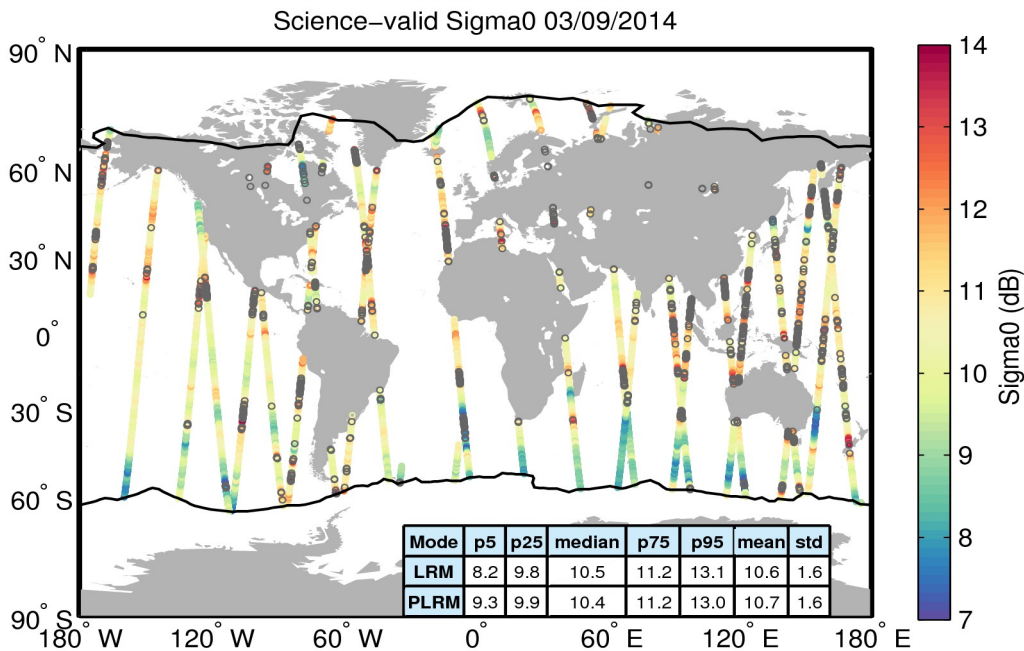 Science−valid Sigma0 03/09/2014
90° N
60° N
30° N
0°
30° S
60° S
90° S
180° W
120° W
60° W
0°
60° E
120° E
180° E
Mode p5 p25 median p75 p95 mean std
LRM 8.2 9.8 10.5 11.2 13.1 10.6 1.6
PLRM 9.3 9.9 10.4 11.2 13.0 10.7 1.6
14
13
12
11
10
9
8
7
Sigma0 (dB)